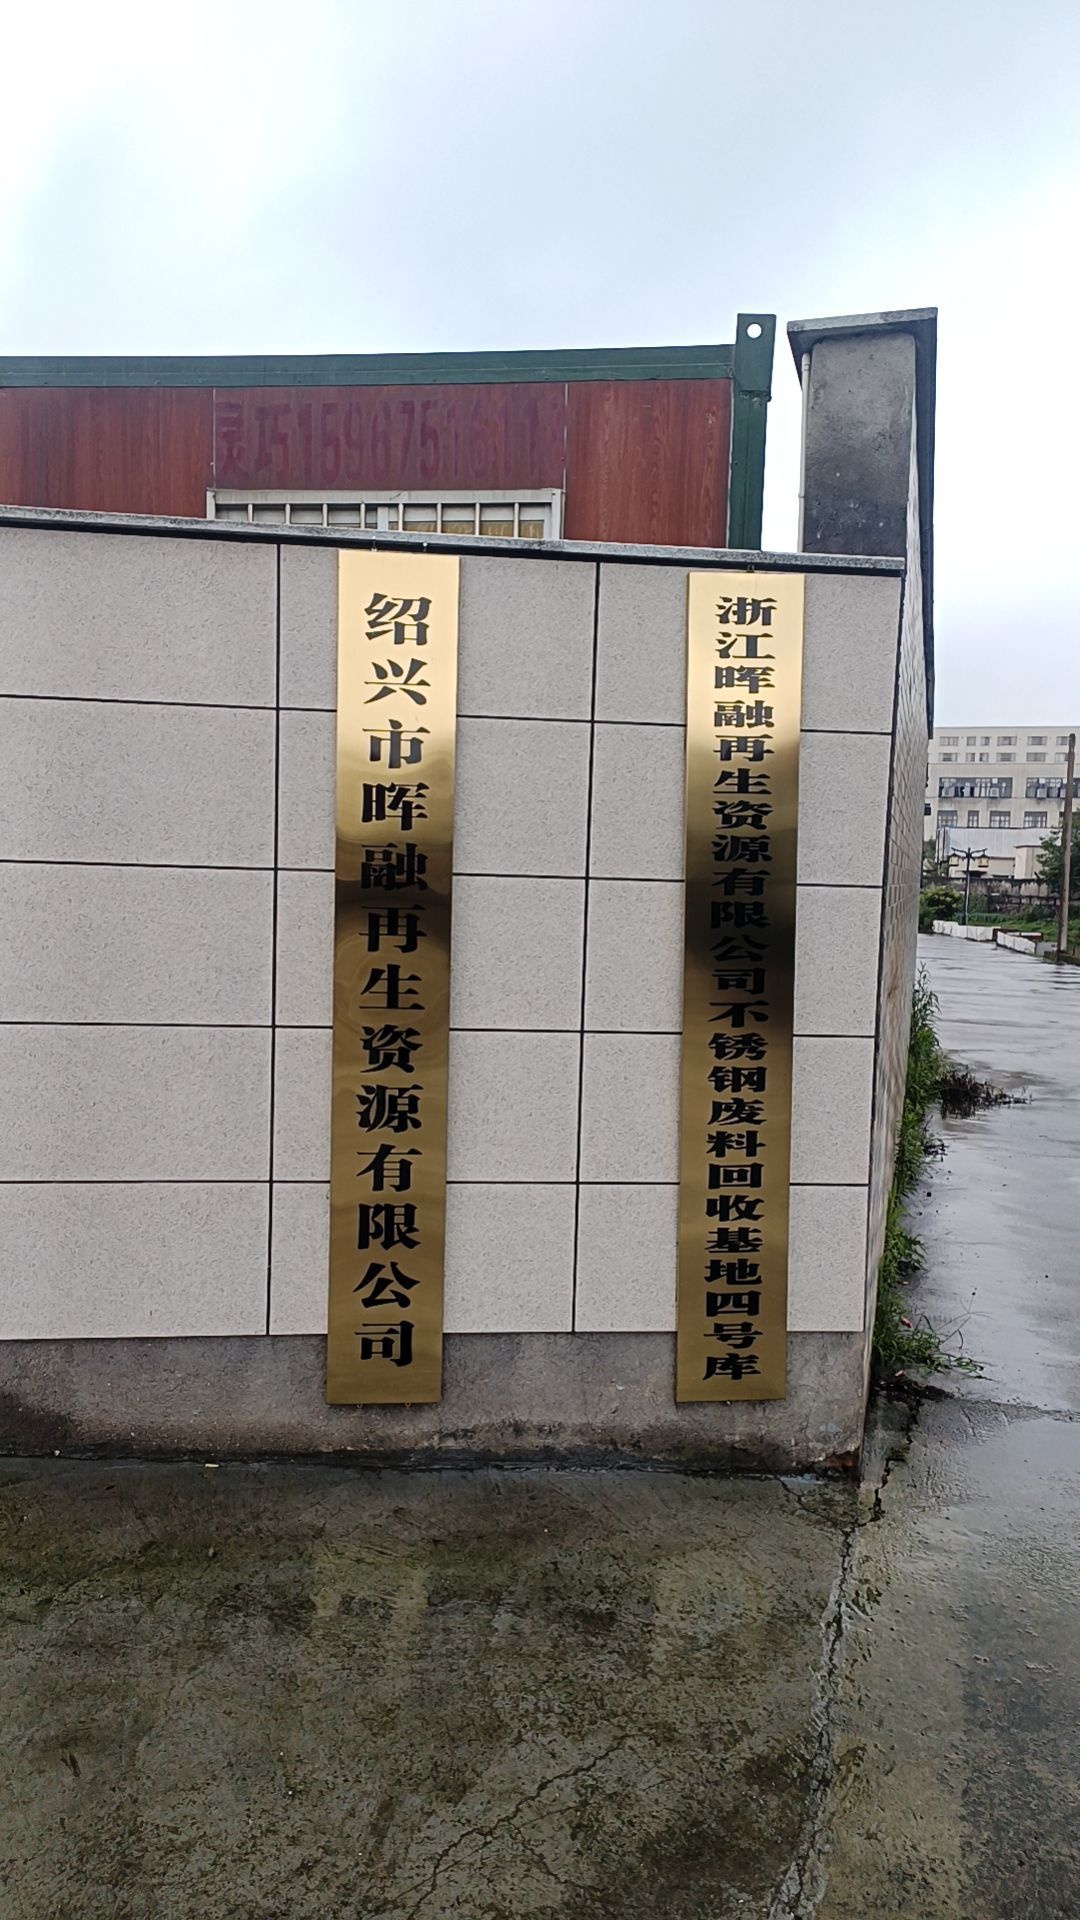 灵巧15967516118
绍兴市晖融再生资源有限公司
浙江晖融再生资源有限公司不锈钢废料回收基地四号库